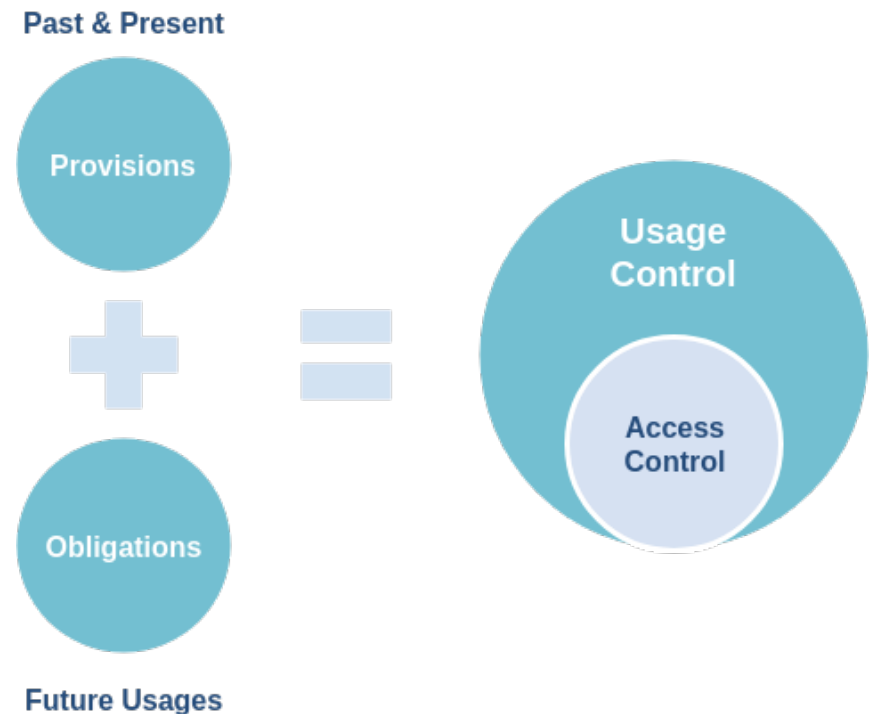 Past & Present
Provisions
Obligations
Future Usages
Usage
Control
Access
Control